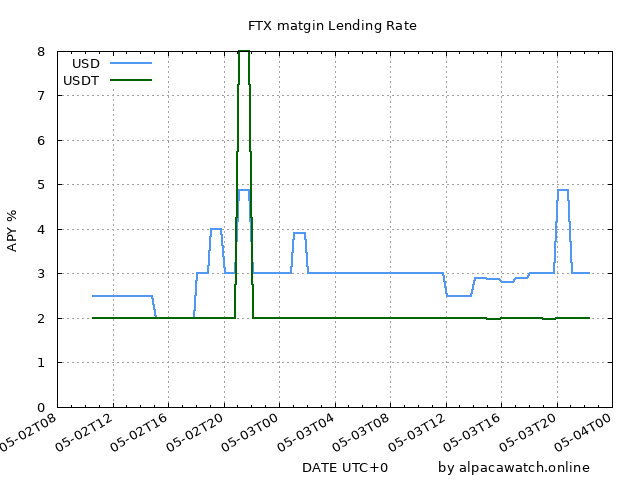 FTX matgin Lending Rate
USD
USDT
8
7
6
5
4
3
2
1
0
APY %
05-02T08
05-02T12
05-02T16
05-02T20
05-03T00
05-03T04
05-03T08
05-03T12
05-03T16
05-03T20
05-04T00
DATE UTC+0
by alpacawatch.online